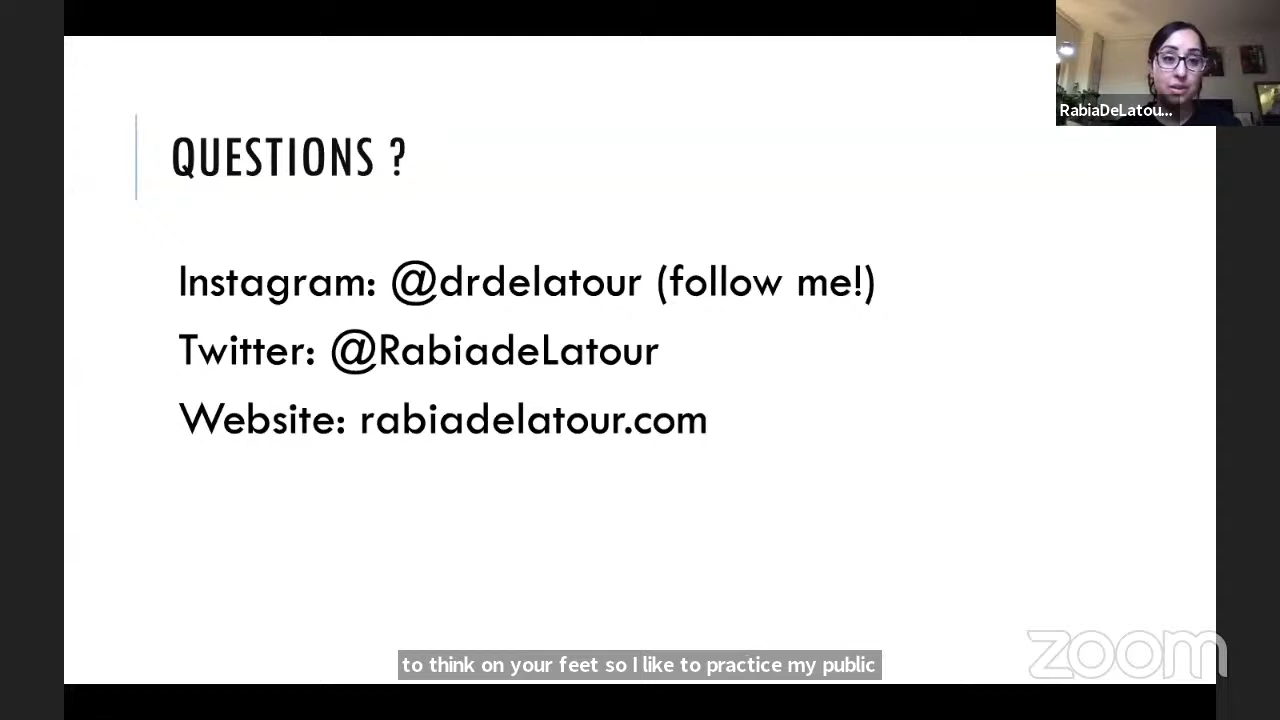 RabiaDeLatou...
QUESTIONS ?
Instagram: @drdelatour (follow me!)
Twitter: @RabiadeLatour
Website: rabiadelatour.com
to think on your feet so I like to practice my public
zoom